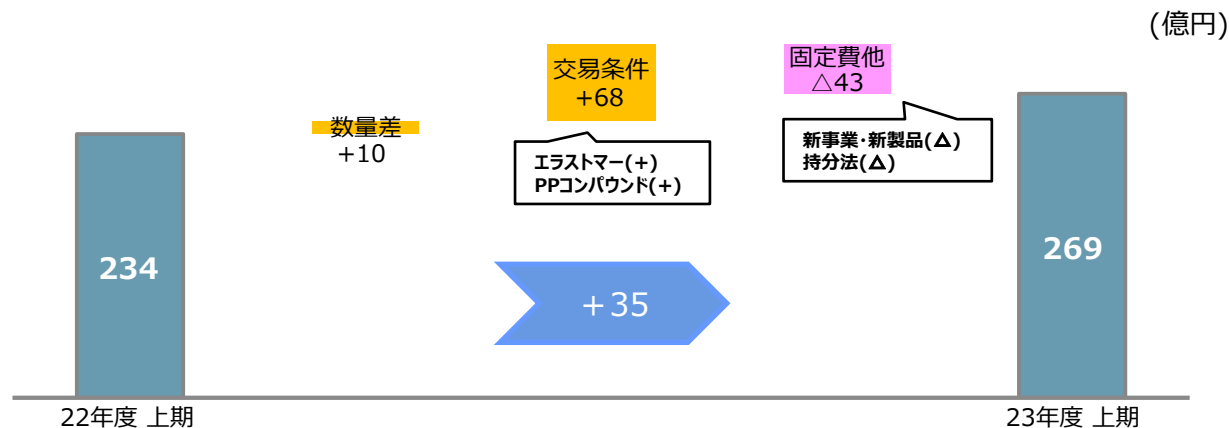 (億円)
交易条件
+68
固定費他
△43
数量差
+10
エラストマー(+)
PPコンパウンド(+)
新事業・新製品(△)
持分法(△)
234
269
+35
22年度 上期
23年度 上期